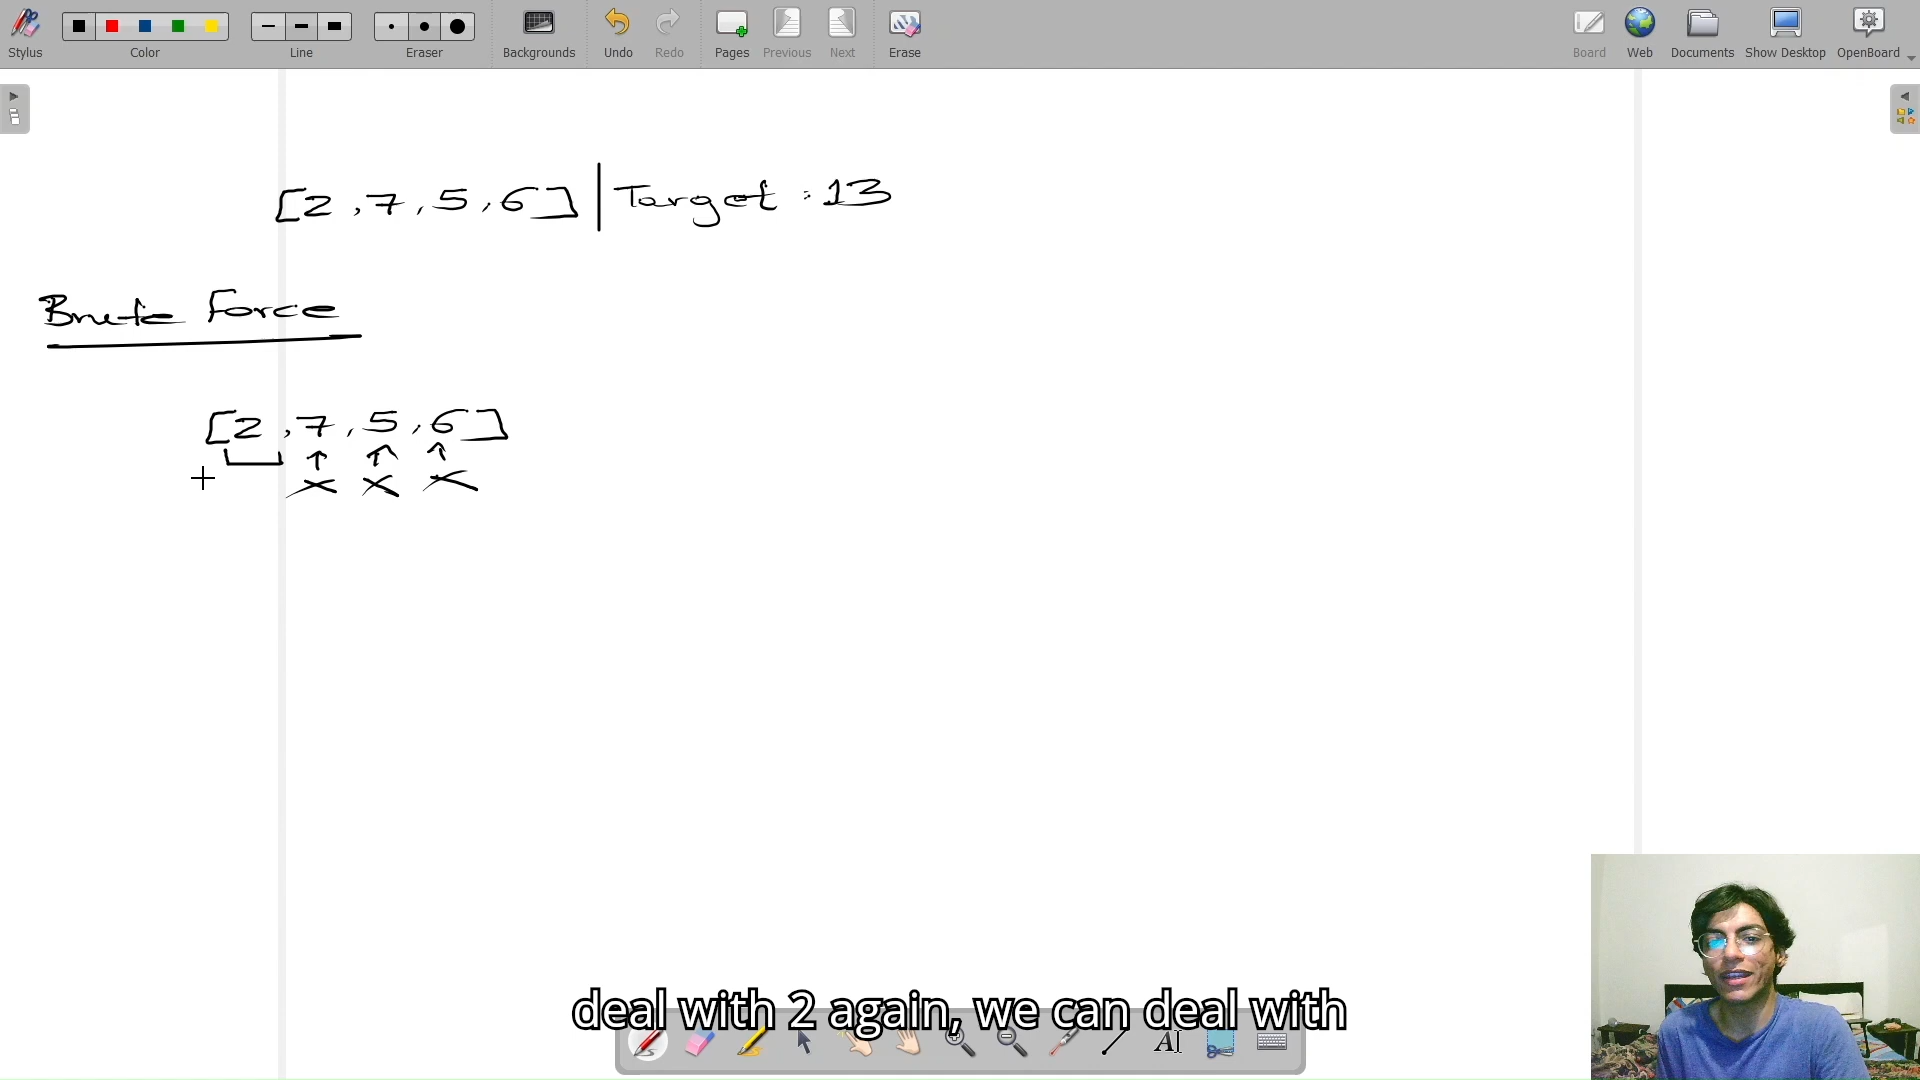 Stylus Color Line Eraser Backgrounds Undo Redo Pages Previous Next Erase Board Web Documents Show Desktop OpenBoard
[2 , 7 , 5 , 6 ] | Target : 13
Brute Force
[2 , 7 , 5 , 6 ]
deal with 2 again, we can deal with